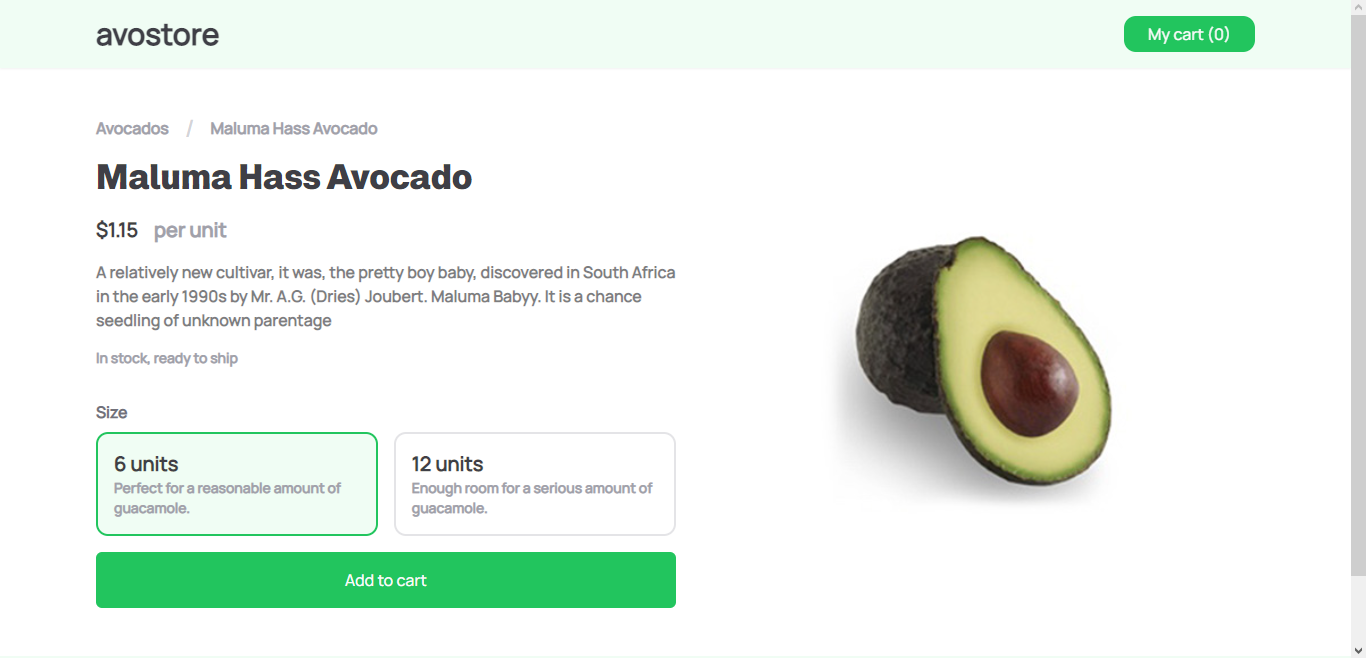 avostore
My cart (0)
Avocados / Maluma Hass Avocado
Maluma Hass Avocado
$1.15 per unit
A relatively new cultivar, it was, the pretty boy baby, discovered in South Africa
in the early 1990s by Mr. A.G. (Dries) Joubert. Maluma Babyy. It is a chance
seedling of unknown parentage
In stock, ready to ship
Size
6 units
Perfect for a reasonable amount of
guacamole.
12 units
Enough room for a serious amount of
guacamole.
Add to cart